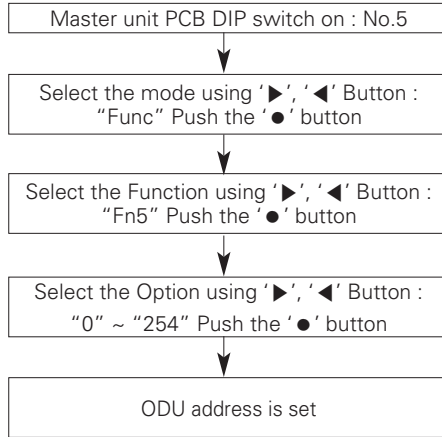 Master unit PCB DIP switch on : No.5
Select the mode using ‘▶’, ‘◀’ Button :
“Func” Push the ‘●’ button
Select the Function using ‘▶’, ‘◀’ Button :
“Fn5” Push the ‘●’ button
Select the Option using ‘▶’, ‘◀’ Button :
“0” ~ “254” Push the ‘●’ button
ODU address is set